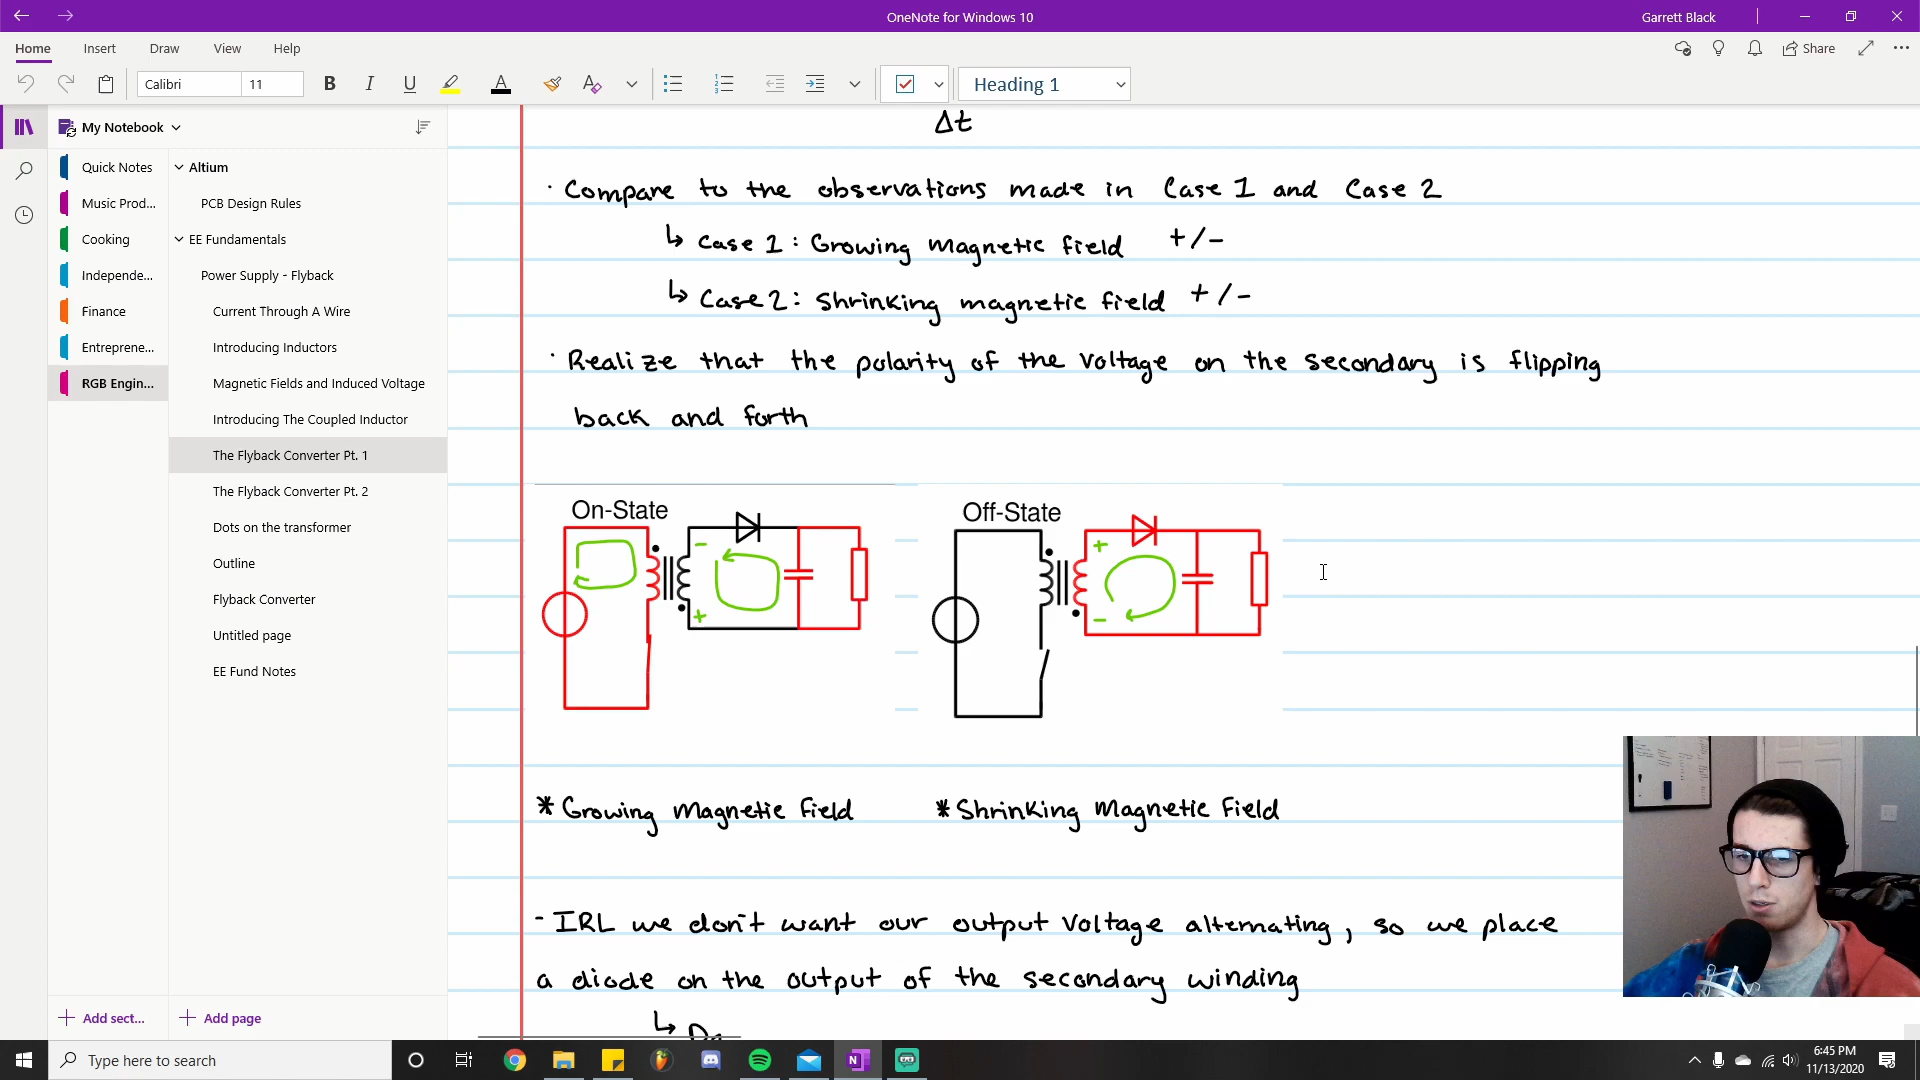 OneNote for Windows 10
Garrett Black
Home Insert Draw View Help
Share
Calibri 11 B I U A A Heading 1
My Notebook
Quick Notes
Music Prod...
Cooking
Independe...
Finance
Entreprene...
RGB Engin...
Add sect...
Altium
PCB Design Rules
EE Fundamentals
Power Supply - Flyback
Current Through A Wire
Introducing Inductors
Magnetic Fields and Induced Voltage
Introducing The Coupled Inductor
The Flyback Converter Pt. 1
The Flyback Converter Pt. 2
Dots on the transformer
Outline
Flyback Converter
Untitled page
EE Fund Notes
Add page
Δt
· Compare to the observations made in Case 1 and Case 2
↳ Case 1: Growing magnetic field +/-
↳ Case 2: Shrinking magnetic field +/-
· Realize that the polarity of the voltage on the secondary is flipping
back and forth
On-State
- +
Off-State
+ -
* Growing Magnetic Field
* Shrinking Magnetic Field
- IRL we don't want our output voltage alternating, so we place
a diode on the output of the secondary winding
Type here to search
6:45 PM
11/13/2020